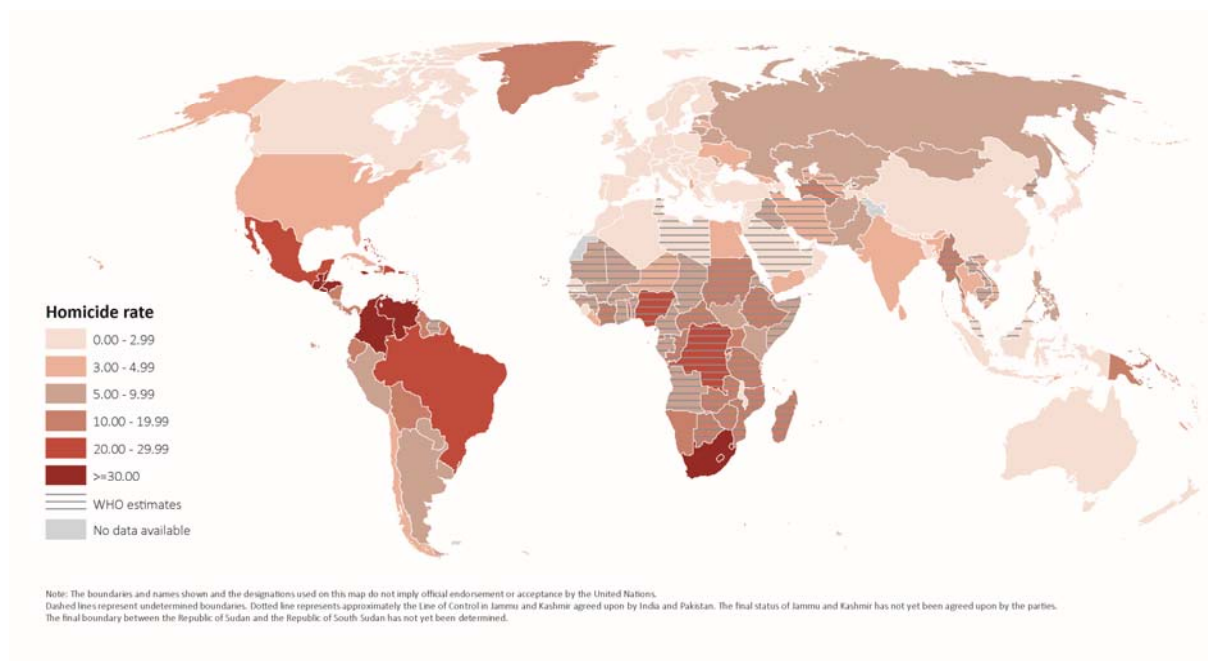 Homicide rate
0.00 - 2.99
3.00 - 4.99
5.00 - 9.99
10.00 - 19.99
20.00 - 29.99
>=30.00
WHO estimates
No data available
Note: The boundaries and names shown and the designations used on this map do not imply official endorsement or acceptance by the United Nations.
Dashed lines represent undetermined boundaries. Dotted line represents approximately the Line of Control in Jammu and Kashmir agreed upon by India and Pakistan. The final status of Jammu and Kashmir has not yet been agreed upon by the parties.
The final boundary between the Republic of Sudan and the Republic of South Sudan has not yet been determined.